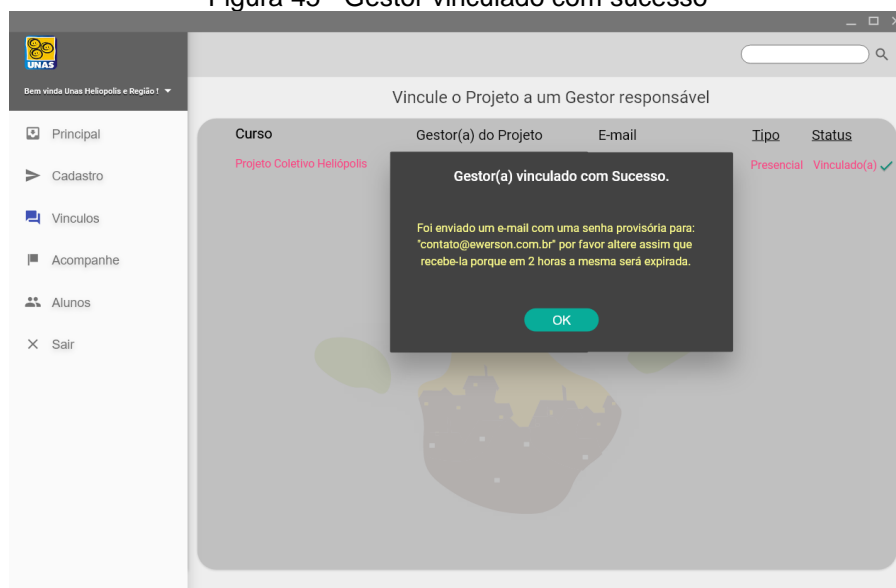 Figura 45 - Gestor vinculado com sucesso
UNAS
Bem vinda Unas Heliopolis e Região !
Vincule o Projeto a um Gestor responsável
Principal
Cadastro
Vinculos
Acompanhe
Alunos
Sair
Curso Gestor(a) do Projeto E-mail Tipo Status
Projeto Coletivo Heliópolis Presencial Vinculado(a)
Gestor(a) vinculado com Sucesso.
Foi enviado um e-mail com uma senha provisória para:
"contato@ewerson.com.br" por favor altere assim que
recebe-la porque em 2 horas a mesma será expirada.
OK